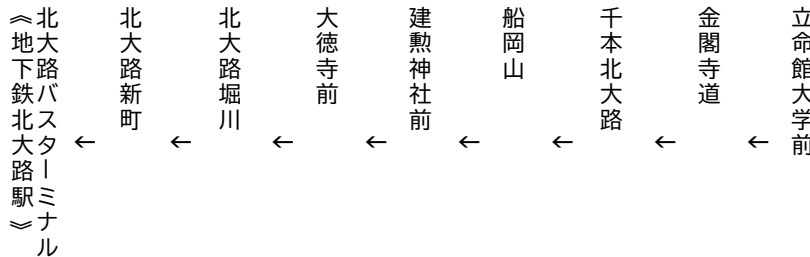 立命館大学前
←
金閣寺道
←
千本北大路
←
船岡山
←
建勲神社前
←
大徳寺前
←
北大路堀川
←
北大路新町
←
北大路バスターミナル
《地下鉄北大路駅》